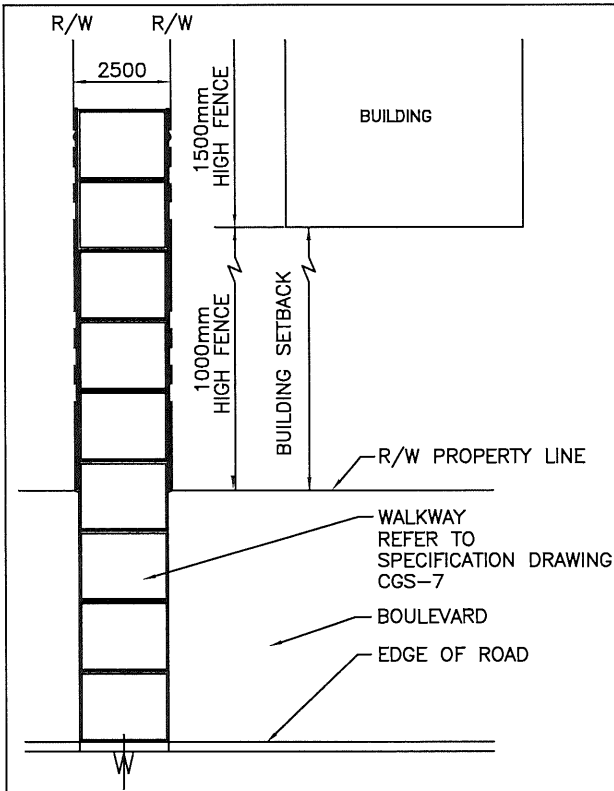 R/W R/W
2500
1500mm
HIGH FENCE
BUILDING
1000mm
HIGH FENCE
BUILDING SETBACK
R/W PROPERTY LINE
WALKWAY
REFER TO
SPECIFICATION DRAWING
CGS-7
BOULEVARD
EDGE OF ROAD